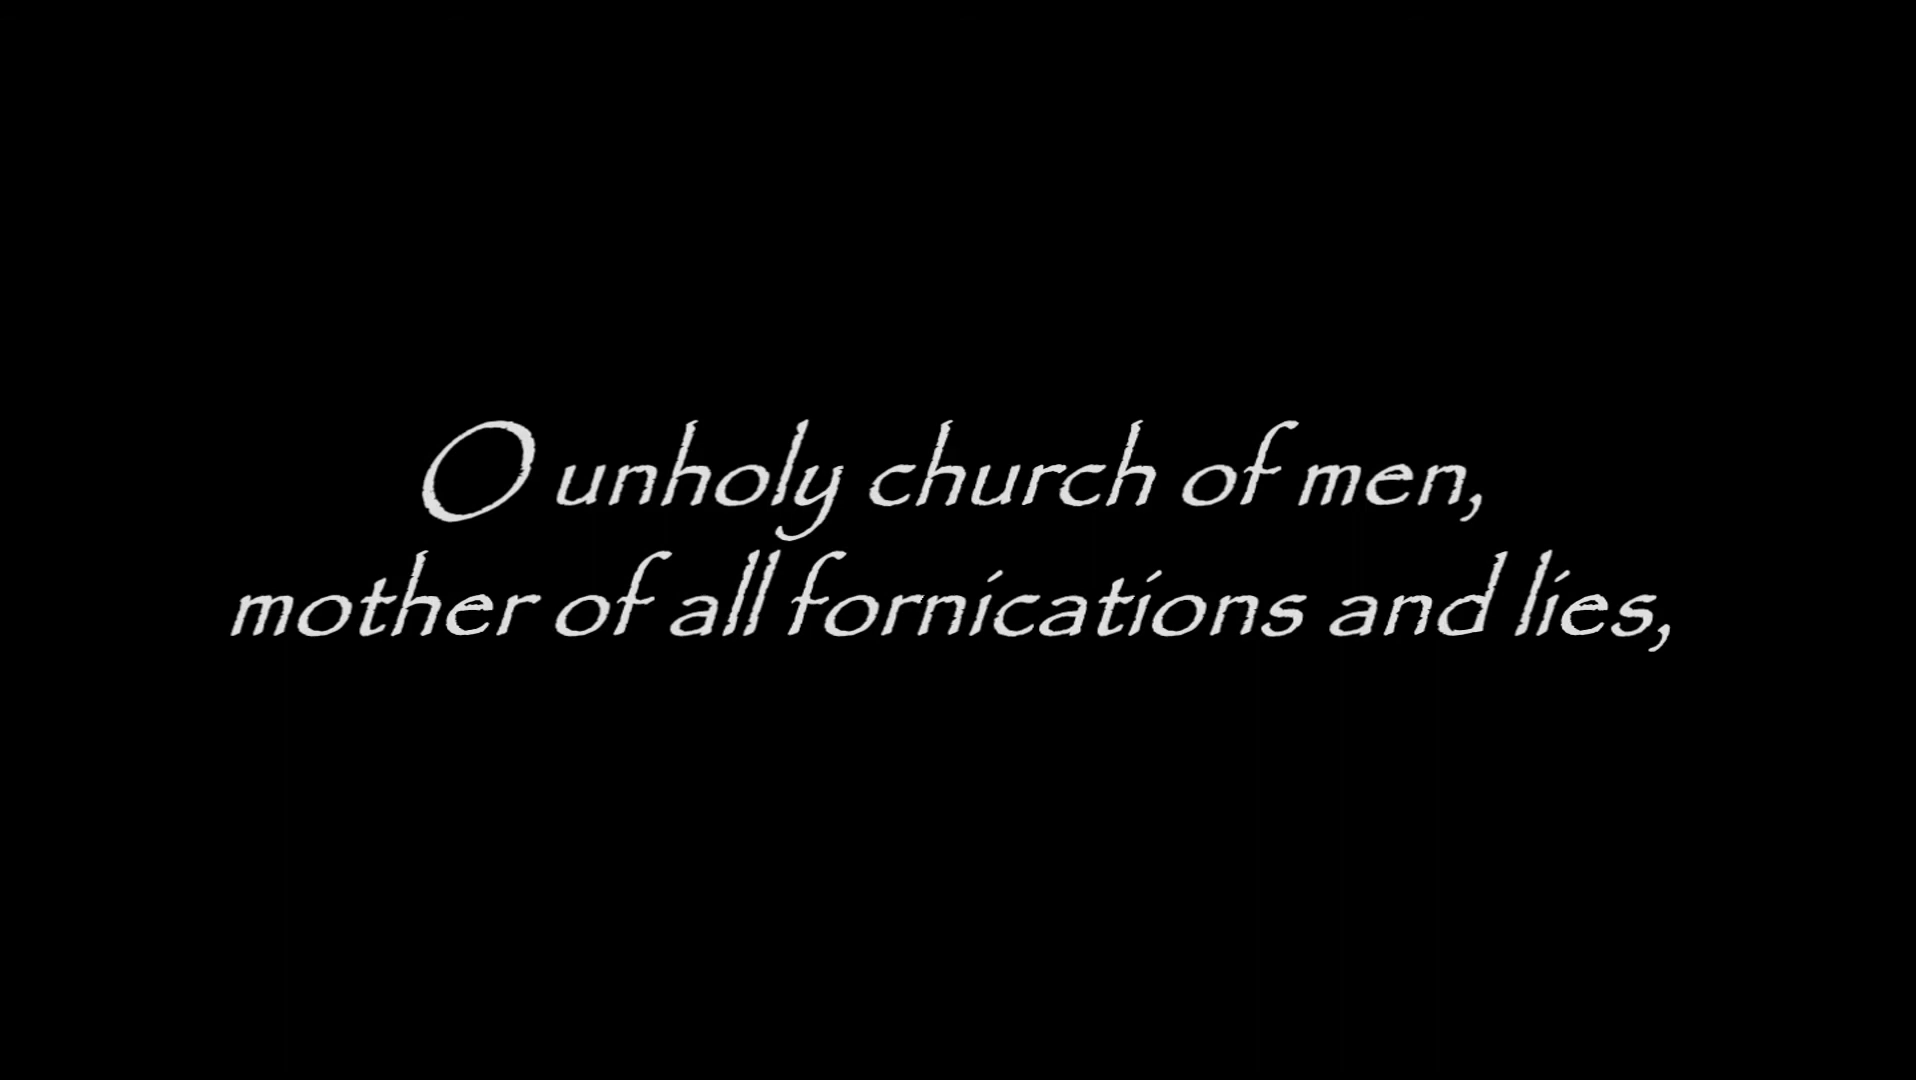 O unholy church of men,
mother of all fornications and lies,